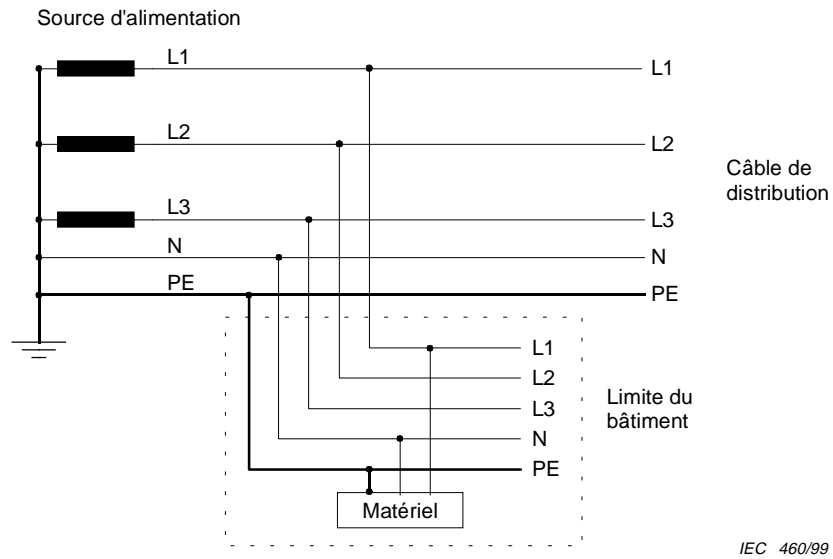 Source d'alimentation
L1
L1
L2
L2
Câble de
distribution
L3
L3
N
N
PE
PE
L1
L2
Limite du
bâtiment
L3
N
PE
Matériel
IEC 460/99